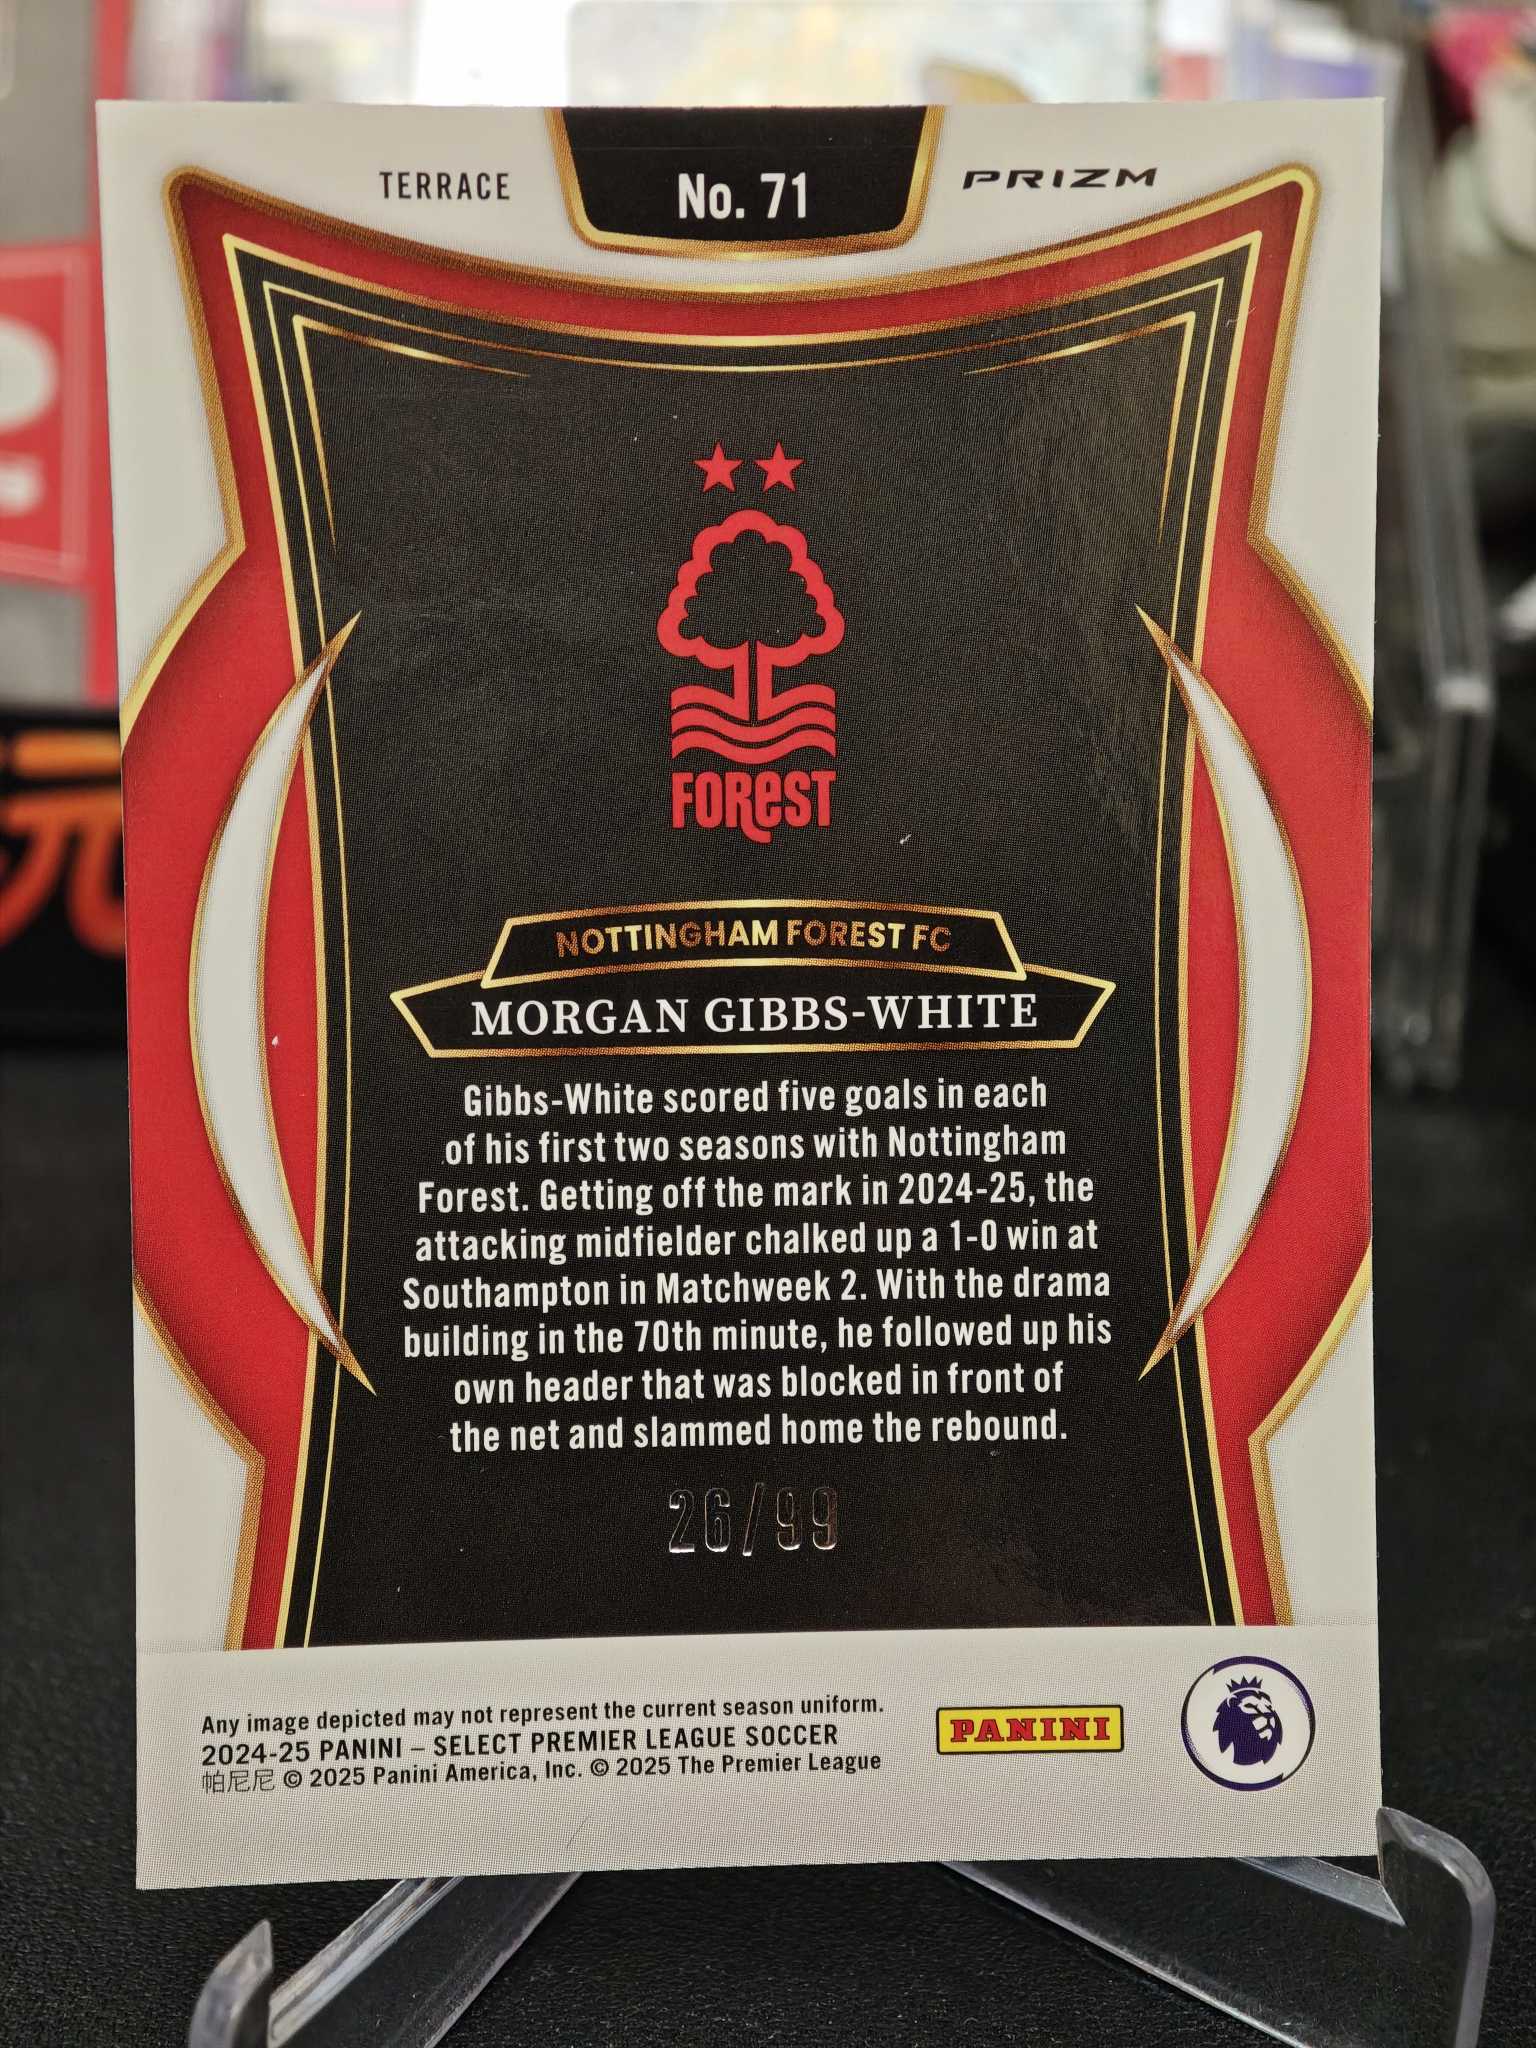 TERRACE
No. 71
PRIZM
FOREST
NOTTINGHAM FOREST FC
MORGAN GIBBS-WHITE
Gibbs-White scored five goals in each
of his first two seasons with Nottingham
Forest. Getting off the mark in 2024-25, the
attacking midfielder chalked up a 1-0 win at
Southampton in Matchweek 2. With the drama
building in the 70th minute, he followed up his
own header that was blocked in front of
the net and slammed home the rebound.
26/99
Any image depicted may not represent the current season uniform.
2024-25 PANINI – SELECT PREMIER LEAGUE SOCCER
帕尼尼 © 2025 Panini America, Inc. © 2025 The Premier League
PANINI
元